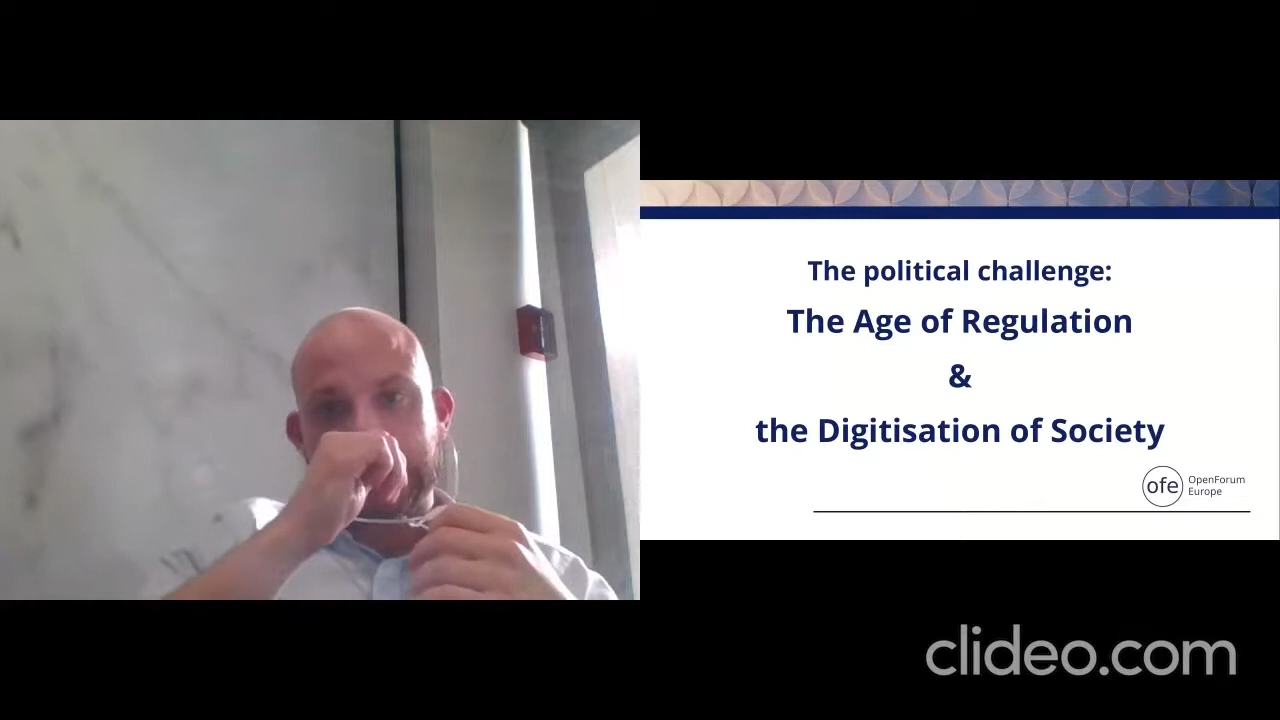 The political challenge:
The Age of Regulation
&
the Digitisation of Society
ofe OpenForum
Europe
clideo.com